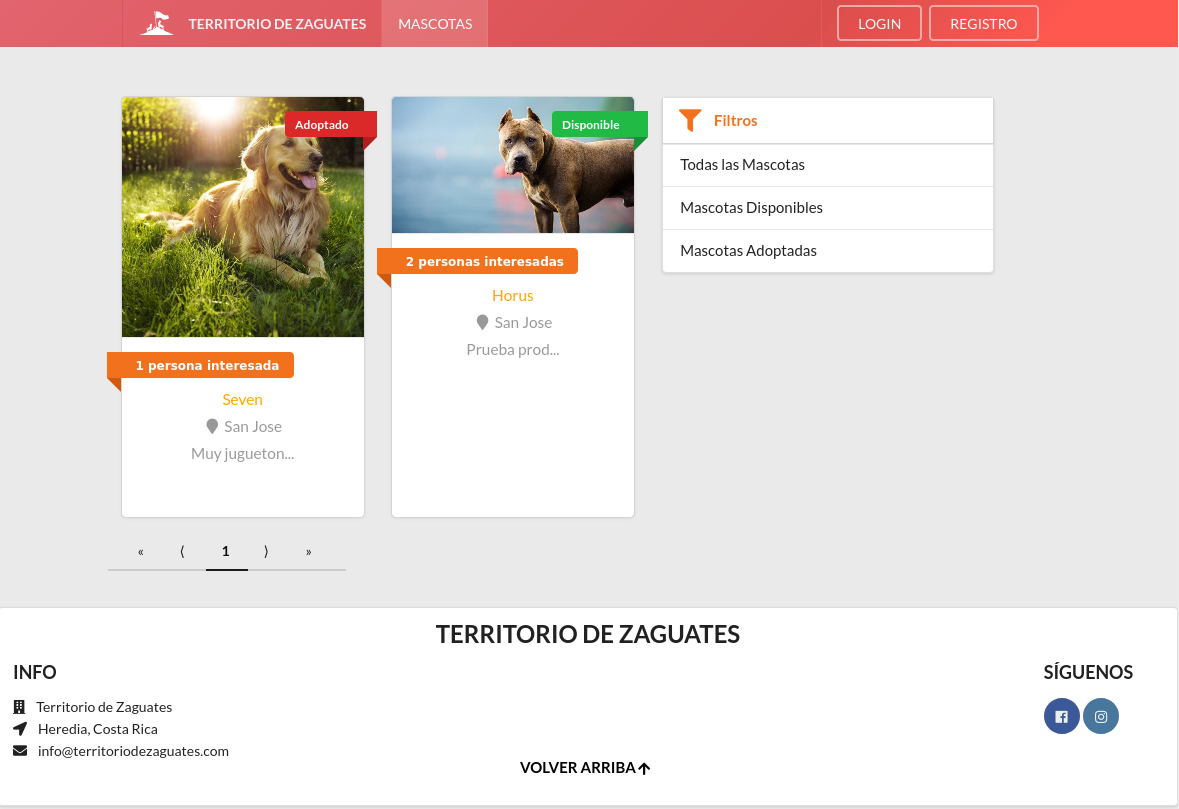 TERRITORIO DE ZAGUATES
MASCOTAS
LOGIN
REGISTRO
Adoptado
1 persona interesada
Seven
San Jose
Muy jugueton...
Disponible
2 personas interesadas
Horus
San Jose
Prueba prod...
Filtros
Todas las Mascotas
Mascotas Disponibles
Mascotas Adoptadas
« ⟨ 1 ⟩ »
TERRITORIO DE ZAGUATES
INFO
Territorio de Zaguates
Heredia, Costa Rica
info@territoriodezaguates.com
SÍGUENOS
VOLVER ARRIBA